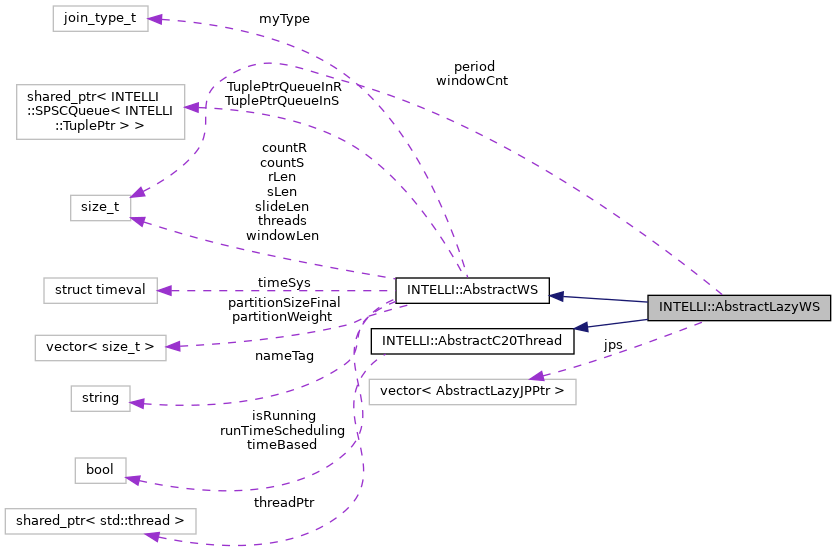 join_type_t
myType
period
windowCnt
shared_ptr< INTELLI
::SPSCQueue< INTELLI
::TuplePtr > >
TuplePtrQueueInR
TuplePtrQueueInS
countR
countS
rLen
sLen
slideLen
threads
windowLen
size_t
struct timeval
timeSys
INTELLI::AbstractWS
INTELLI::AbstractLazyWS
partitionSizeFinal
partitionWeight
vector< size_t >
nameTag
INTELLI::AbstractC20Thread
jps
string
vector< AbstractLazyJPPtr >
isRunning
runTimeScheduling
timeBased
bool
threadPtr
shared_ptr< std::thread >